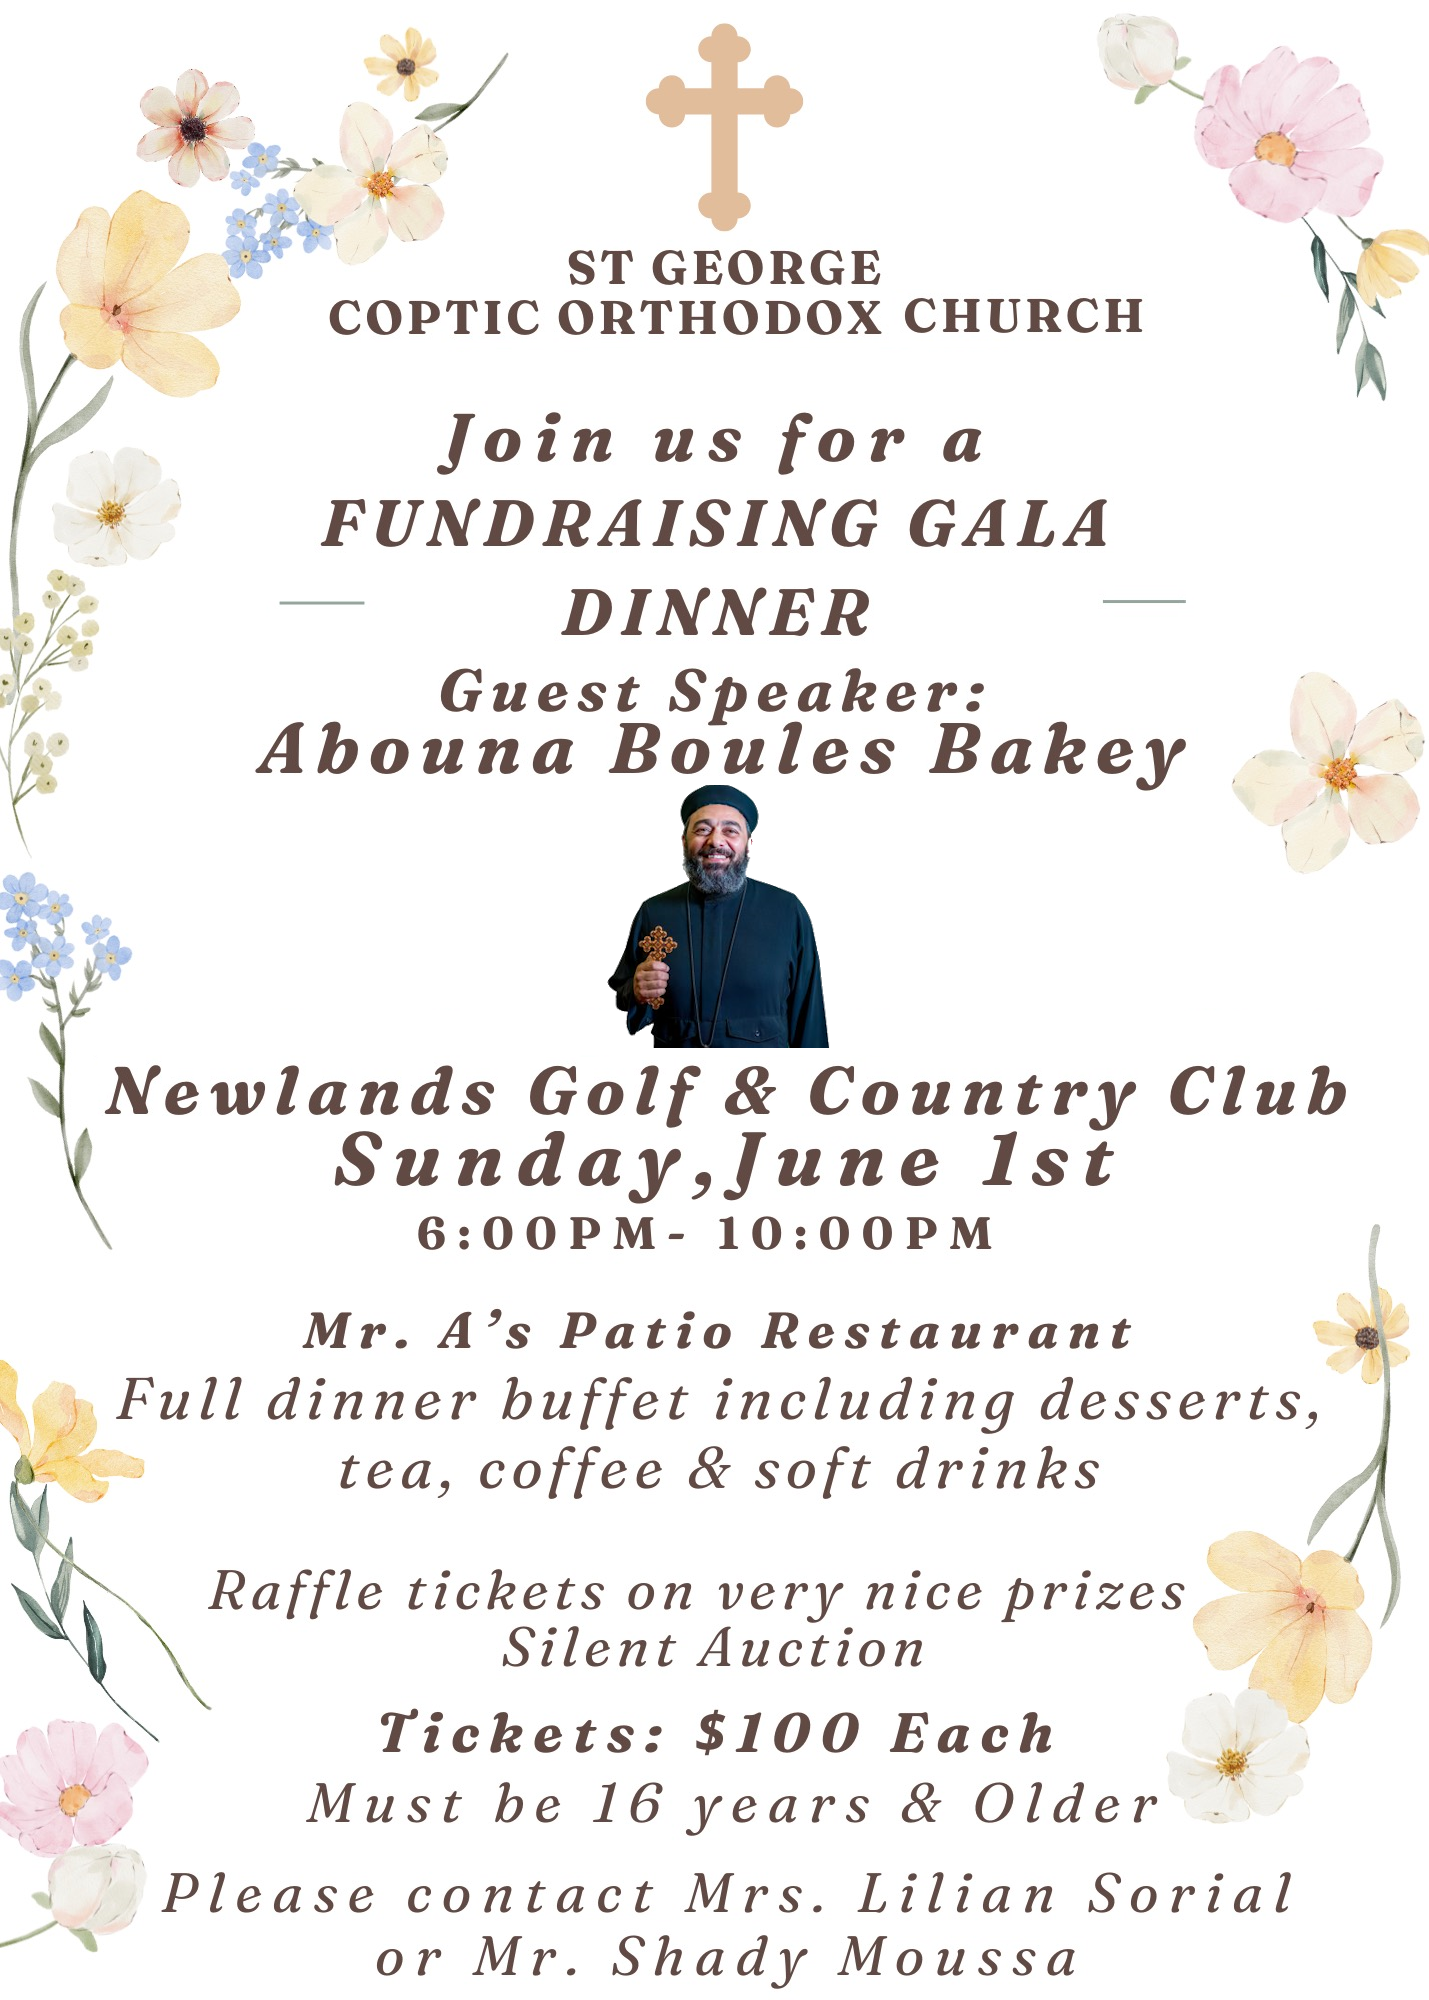 ST GEORGE
COPTIC ORTHODOX CHURCH
Join us for a
FUNDRAISING GALA
DINNER
Guest Speaker:
Abouna Boules Bakey
Newlands Golf & Country Club
Sunday,June 1st
6:00PM- 10:00PM
Mr. A's Patio Restaurant
Full dinner buffet including desserts,
tea, coffee & soft drinks
Raffle tickets on very nice prizes
Silent Auction
Tickets: $100 Each
Must be 16 years & Older
Please contact Mrs. Lilian Sorial
or Mr. Shady Moussa